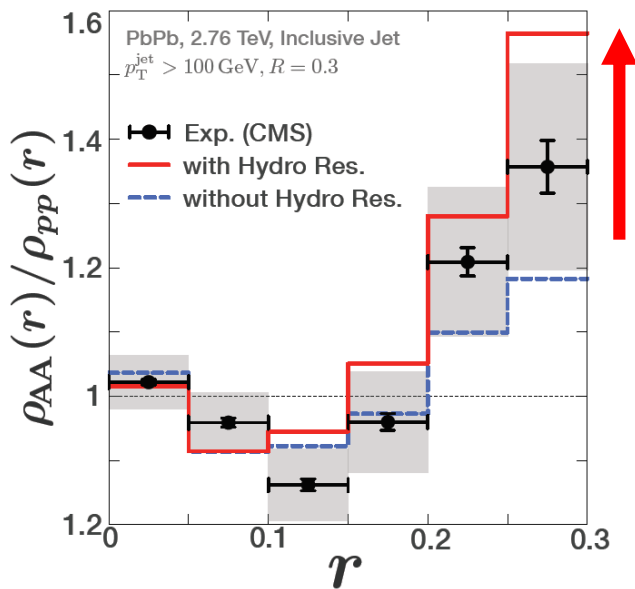 1.6
PbPb, 2.76 TeV, Inclusive Jet
p_T^jet > 100 GeV, R = 0.3
1.4
Exp. (CMS)
with Hydro Res.
without Hydro Res.
1.2
1
1.2
0 0.1 0.2 0.3
r
ρ_AA(r)/ρ_pp(r)